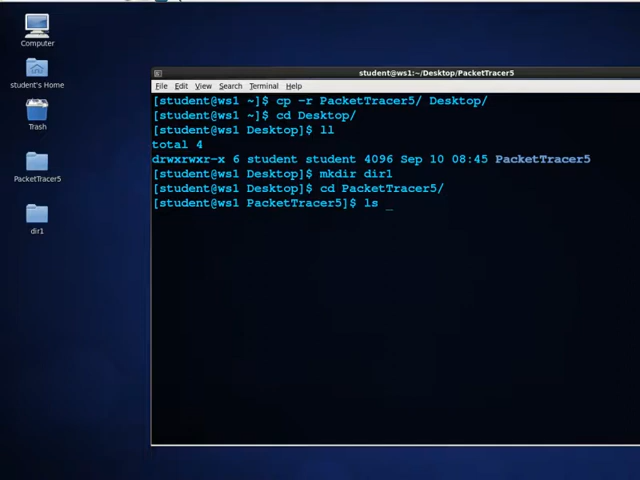 Computer
student's Home
Trash
PacketTracer5
dir1
student@ws1:~/Desktop/PacketTracer5
File Edit View Search Terminal Help
[student@ws1 ~]$ cp -r PacketTracer5/ Desktop/
[student@ws1 ~]$ cd Desktop/
[student@ws1 Desktop]$ ll
total 4
drwxrwxr-x 6 student student 4096 Sep 10 08:45 PacketTracer5
[student@ws1 Desktop]$ mkdir dir1
[student@ws1 Desktop]$ cd PacketTracer5/
[student@ws1 PacketTracer5]$ ls _